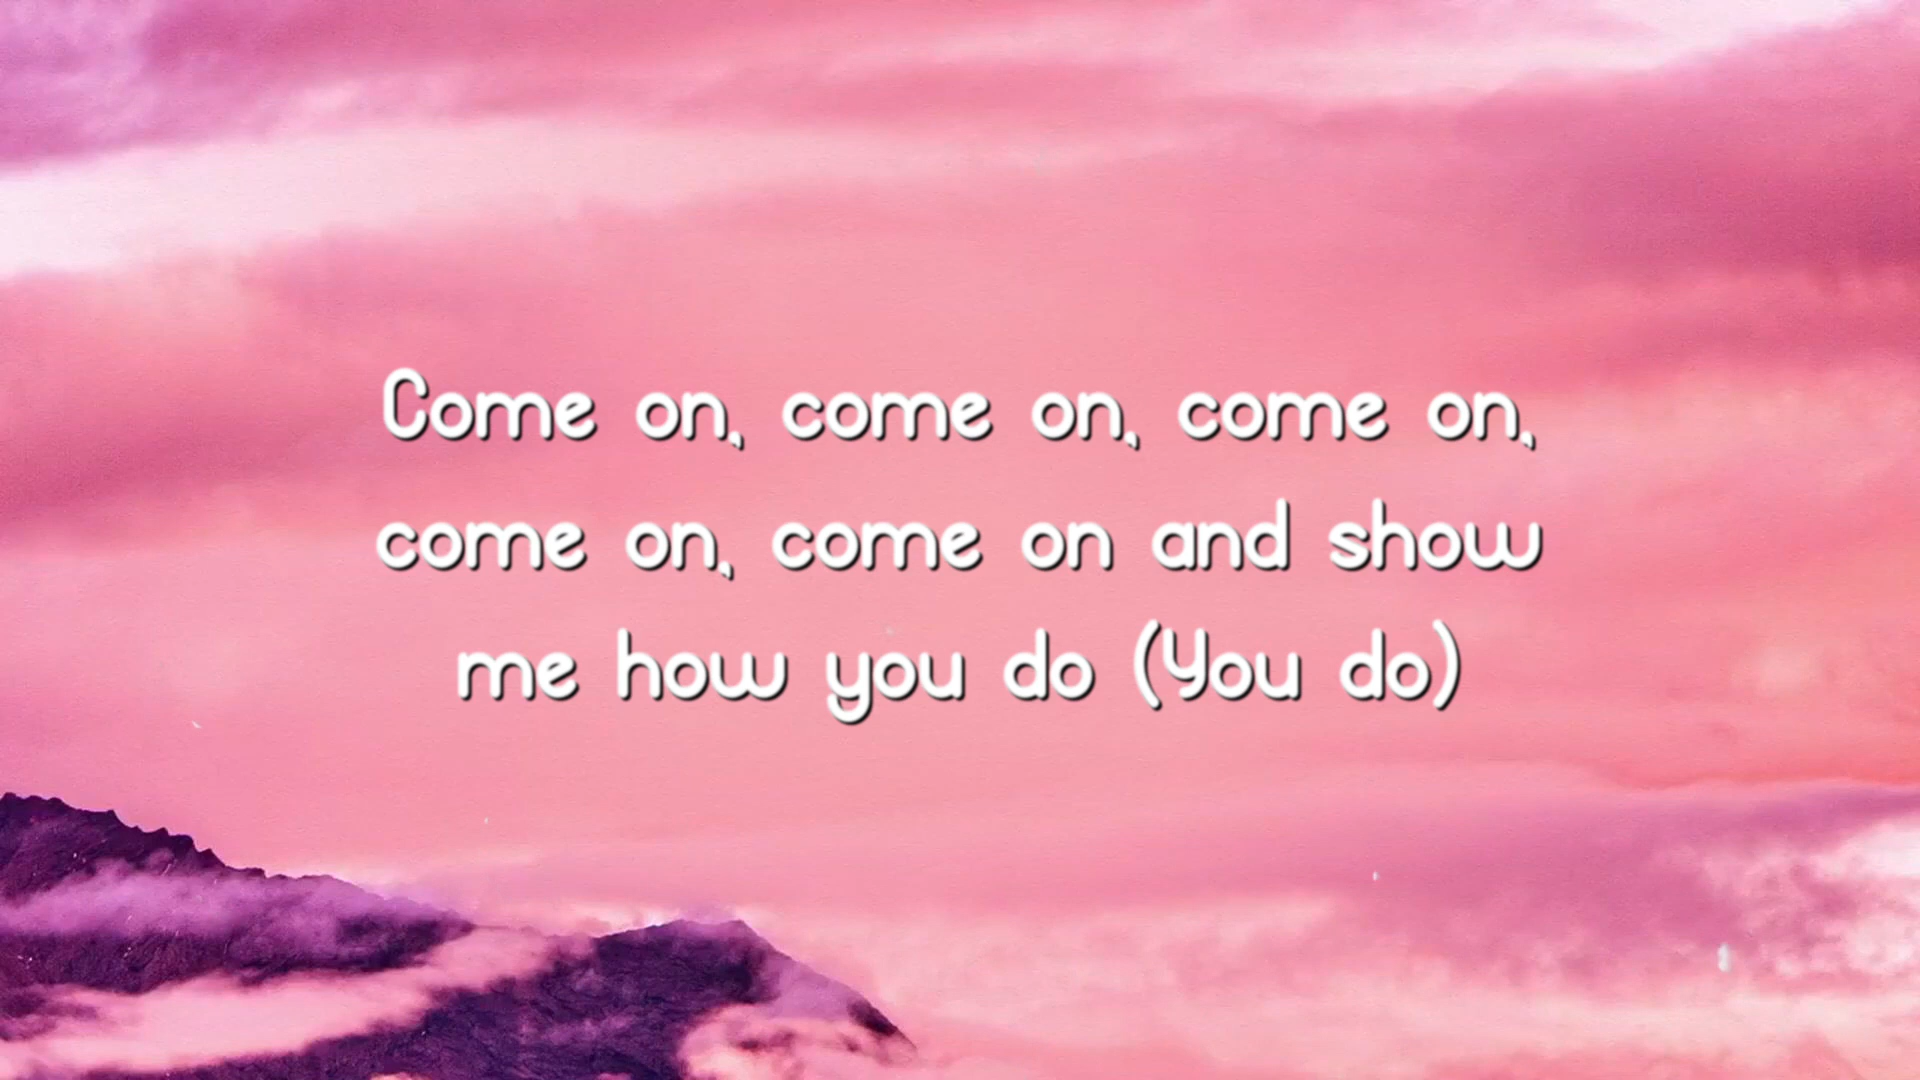 Come on, come on, come on,
come on, come on and show
me how you do (You do)